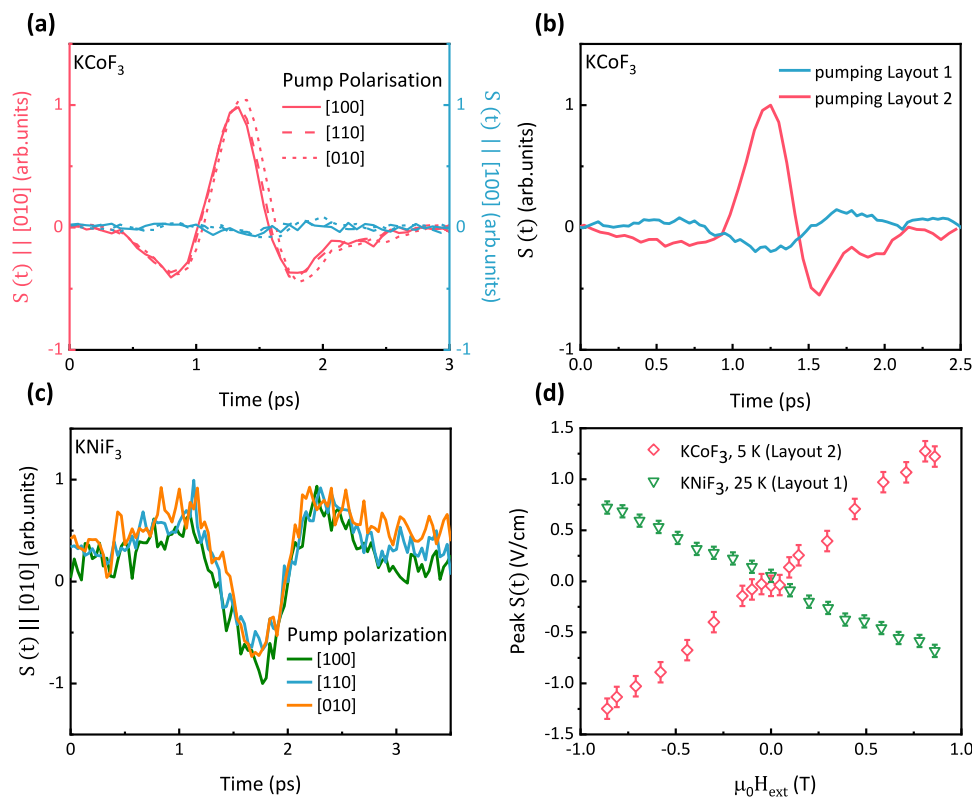 (a)
KCoF3
Pump Polarisation
[100]
[110]
[010]
S (t) || [010] (arb.units)
S (t) || [100] (arb.units)
1
0
-1
1
0
-1
0 1 2 3
Time (ps)
(b)
KCoF3
pumping Layout 1
pumping Layout 2
S (t) (arb.units)
1
0
-1
0.0 0.5 1.0 1.5 2.0 2.5
Time (ps)
(c)
KNiF3
S (t) || [010] (arb.units)
1
0
-1
Pump polarization
[100]
[110]
[010]
0 1 2 3
Time (ps)
(d)
KCoF3, 5 K (Layout 2)
KNiF3, 25 K (Layout 1)
Peak S(t) (V/cm)
1.5
1.0
0.5
0.0
-0.5
-1.0
-1.5
-1.0 -0.5 0.0 0.5 1.0
μ0Hext (T)